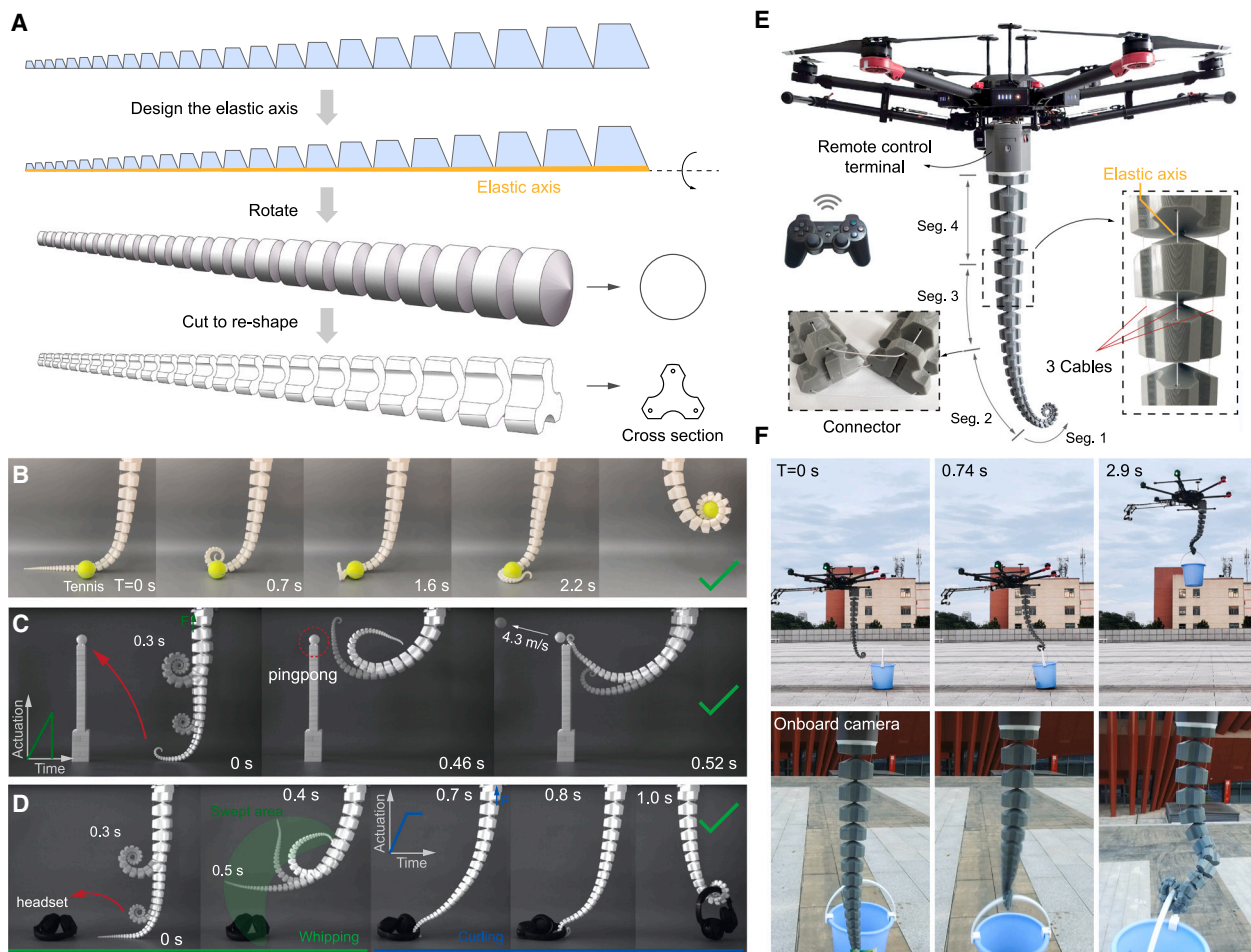 A
Design the elastic axis
Elastic axis
Rotate
Cut to re-shape
Cross section
B
Tennis
T=0 s
0.7 s
1.6 s
2.2 s
C
0.3 s
Actuation
Time
0 s
pingpong
0.46 s
4.3 m/s
0.52 s
D
0.3 s
headset
0 s
0.4 s
Swept area
0.5 s
Whipping
0.7 s
Actuation
Time
Curling
0.8 s
1.0 s
E
Remote control
terminal
Elastic axis
Seg. 4
Seg. 3
3 Cables
Seg. 2
Seg. 1
Connector
F
T=0 s
0.74 s
2.9 s
Onboard camera